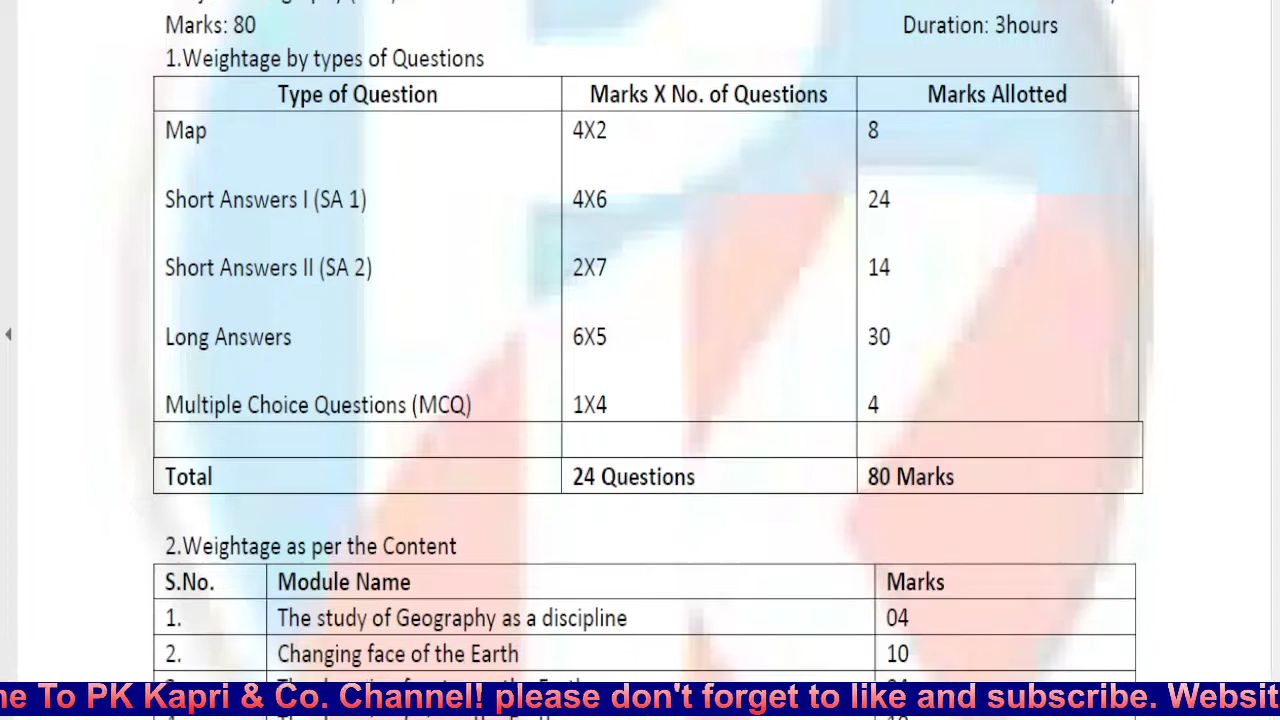 Marks: 80 Duration: 3hours
1.Weightage by types of Questions
Type of Question Marks X No. of Questions Marks Allotted
Map 4X2 8
Short Answers I (SA 1) 4X6 24
Short Answers II (SA 2) 2X7 14
Long Answers 6X5 30
Multiple Choice Questions (MCQ) 1X4 4
Total 24 Questions 80 Marks
2.Weightage as per the Content
S.No. Module Name Marks
1. The study of Geography as a discipline 04
2. Changing face of the Earth 10
ne To PK Kapri & Co. Channel! please don't forget to like and subscribe. Websit